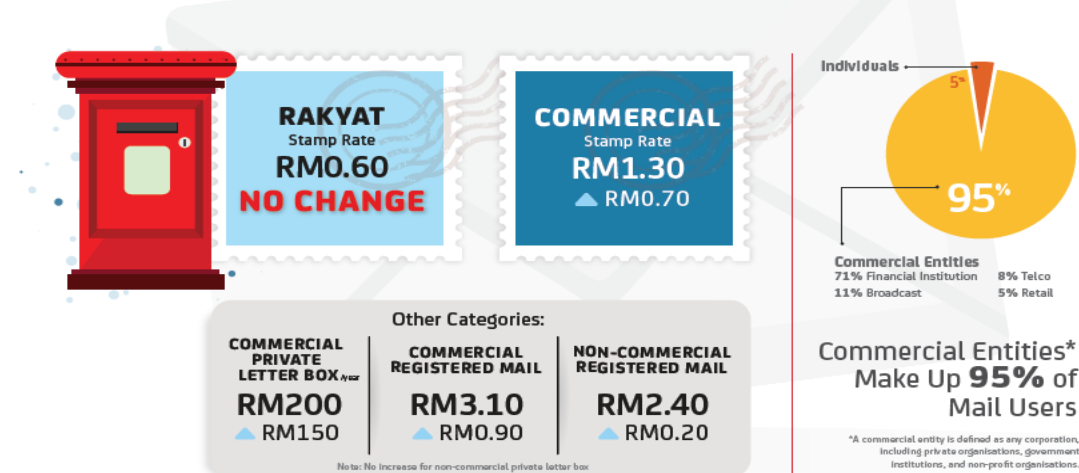 RAKYAT
Stamp Rate
RM0.60
NO CHANGE
COMMERCIAL
Stamp Rate
RM1.30
RM0.70
Other Categories:
COMMERCIAL
PRIVATE
LETTER BOX /year
RM200
RM150
COMMERCIAL
REGISTERED MAIL
RM3.10
RM0.90
NON-COMMERCIAL
REGISTERED MAIL
RM2.40
RM0.20
Note: No increase for non-commercial private letter box
Individuals
5%
95%
Commercial Entities
71% Financial Institution 8% Telco
11% Broadcast 5% Retail
Commercial Entities*
Make Up 95% of
Mail Users
*A commercial entity is defined as any corporation,
including private organisations, government
institutions, and non-profit organisations.